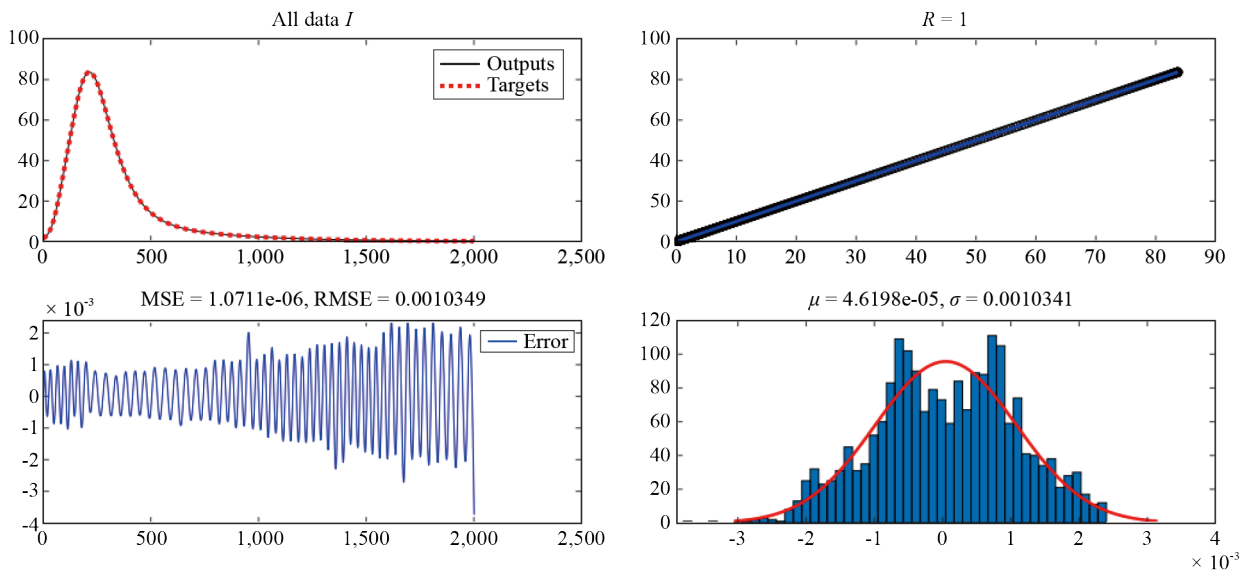 All data I
100
80
60
40
20
0
0 500 1,000 1,500 2,000 2,500
Outputs
Targets
R = 1
100
80
60
40
50
0
0 10 20 30 40 50 60 70 80 90
MSE = 1.0711e-06, RMSE = 0.0010349
× 10-3
2
1
0
-1
-2
-3
-4
0 500 1,000 1,500 2,000 2,500
Error
μ = 4.6198e-05, σ = 0.0010341
120
100
80
60
40
20
0
-3 -2 -1 0 1 2 3 4
× 10-3